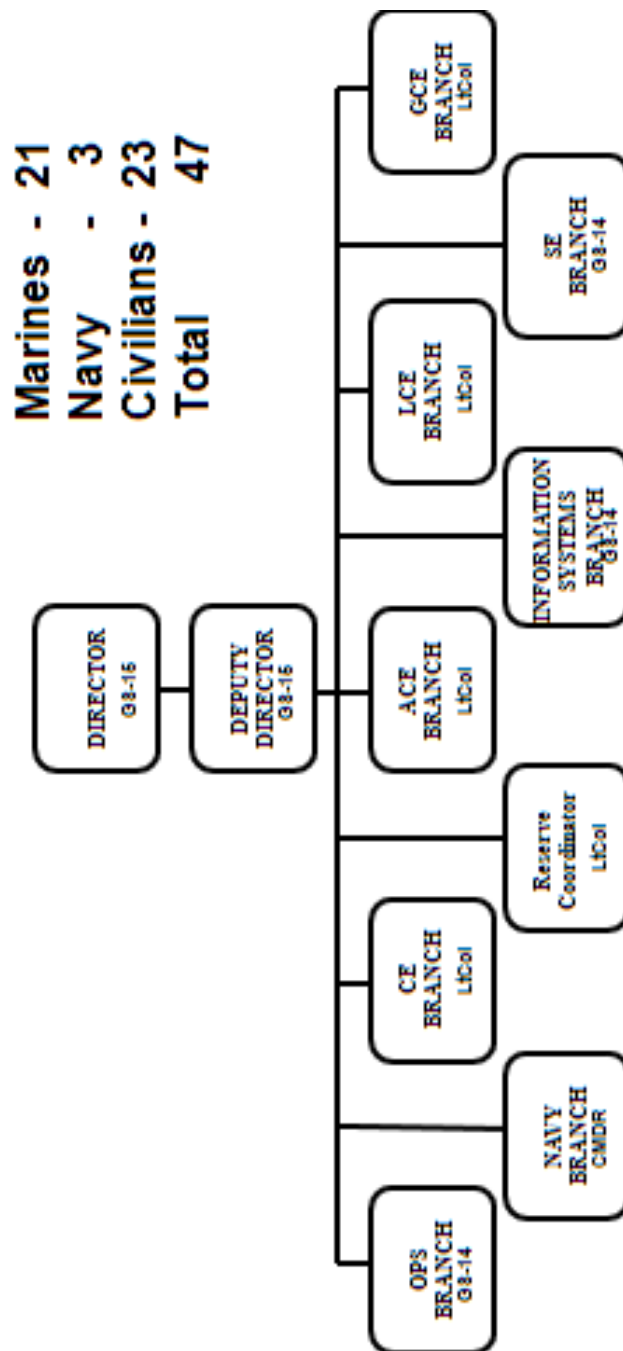 Marines - 21
Navy - 3
Civilians - 23
Total 47
DIRECTOR
GS-15
DEPUTY
DIRECTOR
GS-15
OPS
BRANCH
GS-14
CE
BRANCH
LtCol
ACE
BRANCH
LtCol
LCE
BRANCH
LtCol
GCE
BRANCH
LtCol
NAVY
BRANCH
CMDR
Reserve
Coordinator
LtCol
INFORMATION
SYSTEMS
BRANCH
GS-14
SE
BRANCH
GS-14